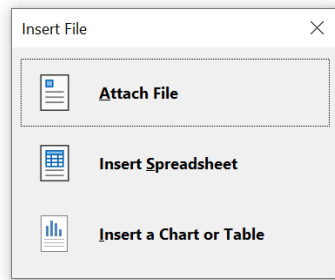 Insert File
Attach File
Insert Spreadsheet
Insert a Chart or Table